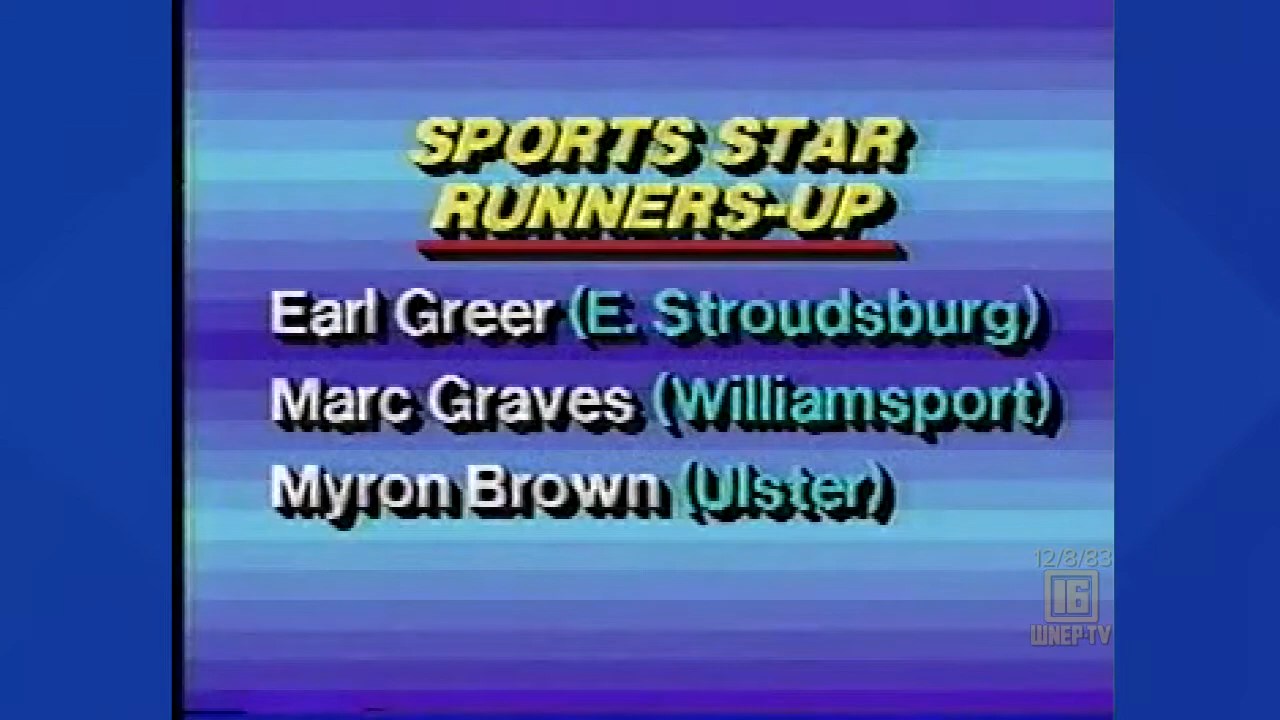 SPORTS STAR
RUNNERS-UP
Earl Greer (E. Stroudsburg)
Marc Graves (Williamsport)
Myron Brown (Ulster)
12/8/83
16
WNEP-TV